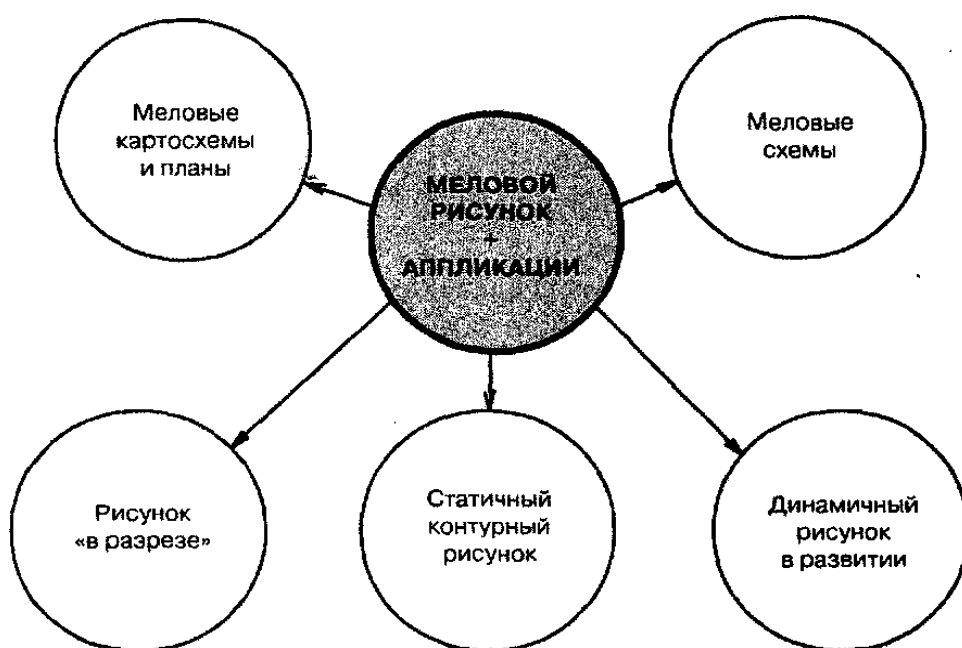 Меловые
картосхемы
и планы
МЕЛОВОЙ
РИСУНОК
+
АППЛИКАЦИИ
Меловые
схемы
Рисунок
«в разрезе»
Статичный
контурный
рисунок
Динамичный
рисунок
в развитии